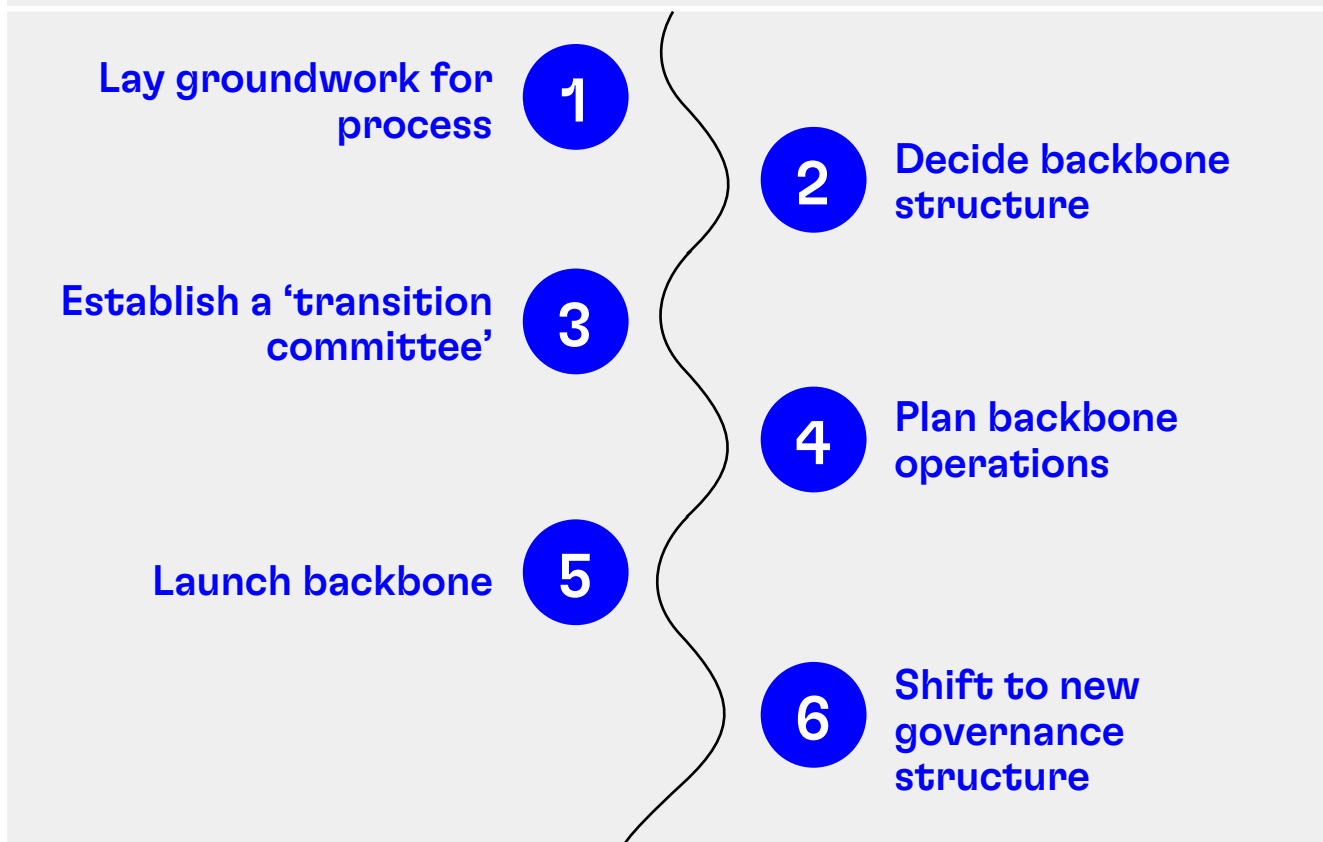 1
Lay groundwork for
process
2
Decide backbone
structure
3
Establish a ‘transition
committee’
4
Plan backbone
operations
5
Launch backbone
6
Shift to new
governance
structure